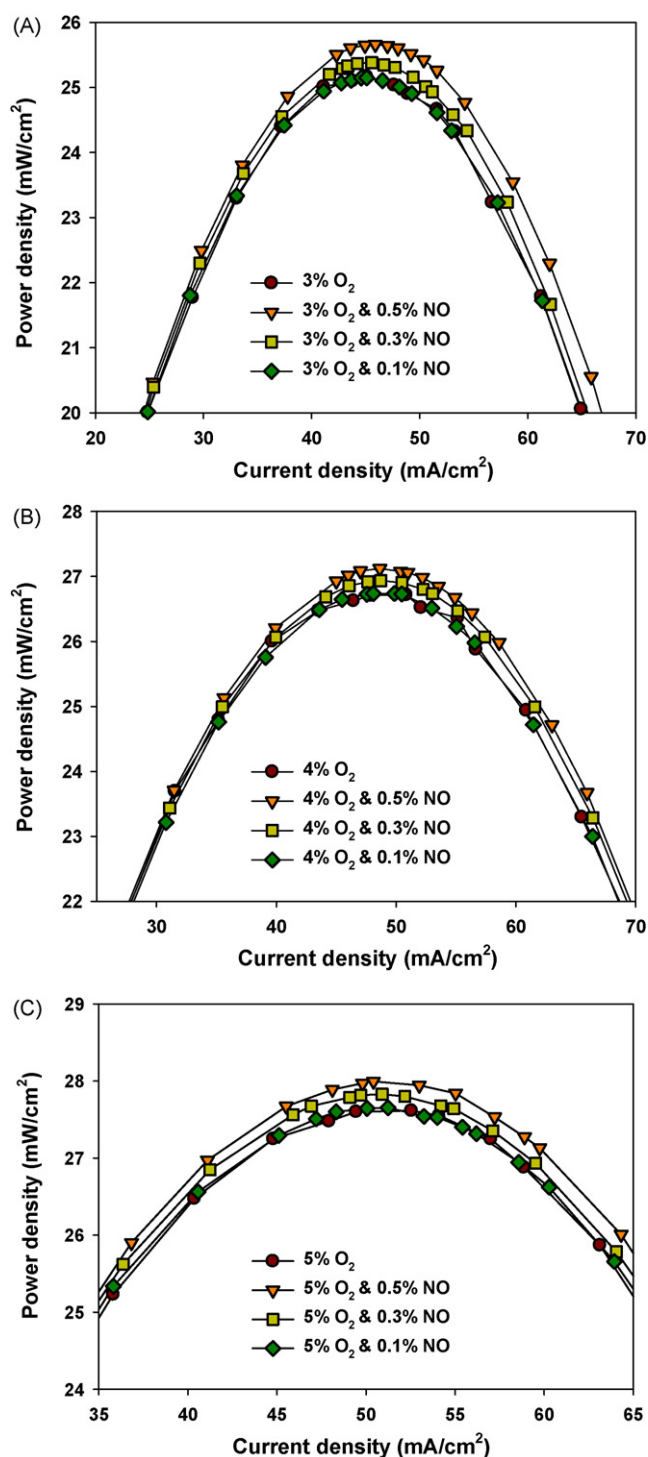 (A)
26
25
24
23
22
21
20
Power density (mW/cm²)
3% O₂
3% O₂ & 0.5% NO
3% O₂ & 0.3% NO
3% O₂ & 0.1% NO
20 30 40 50 60 70
Current density (mA/cm²)
(B)
28
27
26
25
24
23
22
Power density (mW/cm²)
4% O₂
4% O₂ & 0.5% NO
4% O₂ & 0.3% NO
4% O₂ & 0.1% NO
30 40 50 60 70
Current density (mA/cm²)
(C)
29
28
27
26
25
24
Power density (mW/cm²)
5% O₂
5% O₂ & 0.5% NO
5% O₂ & 0.3% NO
5% O₂ & 0.1% NO
35 40 45 50 55 60 65
Current density (mA/cm²)